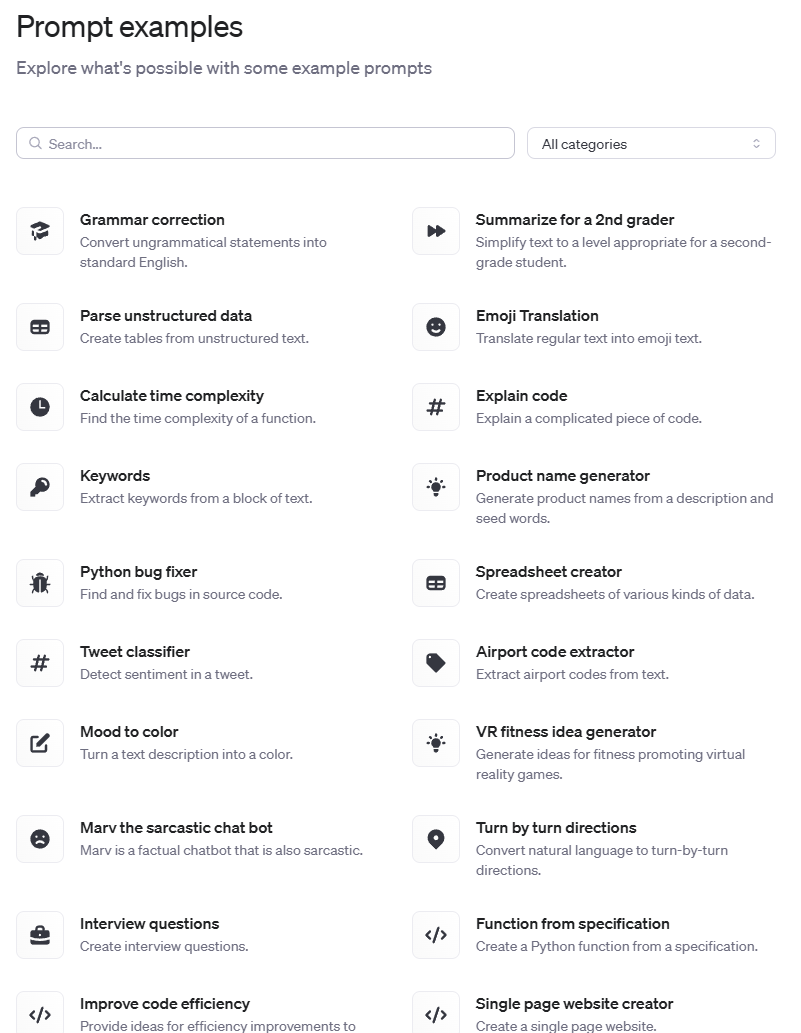 Prompt examples
Explore what's possible with some example prompts
Search...
All categories
Grammar correction
Convert ungrammatical statements into
standard English.
Summarize for a 2nd grader
Simplify text to a level appropriate for a second-
grade student.
Parse unstructured data
Create tables from unstructured text.
Emoji Translation
Translate regular text into emoji text.
Calculate time complexity
Find the time complexity of a function.
Explain code
Explain a complicated piece of code.
Keywords
Extract keywords from a block of text.
Product name generator
Generate product names from a description and
seed words.
Python bug fixer
Find and fix bugs in source code.
Spreadsheet creator
Create spreadsheets of various kinds of data.
Tweet classifier
Detect sentiment in a tweet.
Airport code extractor
Extract airport codes from text.
Mood to color
Turn a text description into a color.
VR fitness idea generator
Generate ideas for fitness promoting virtual
reality games.
Marv the sarcastic chat bot
Marv is a factual chatbot that is also sarcastic.
Turn by turn directions
Convert natural language to turn-by-turn
directions.
Interview questions
Create interview questions.
Function from specification
Create a Python function from a specification.
Improve code efficiency
Provide ideas for efficiency improvements to
Single page website creator
Create a single page website.